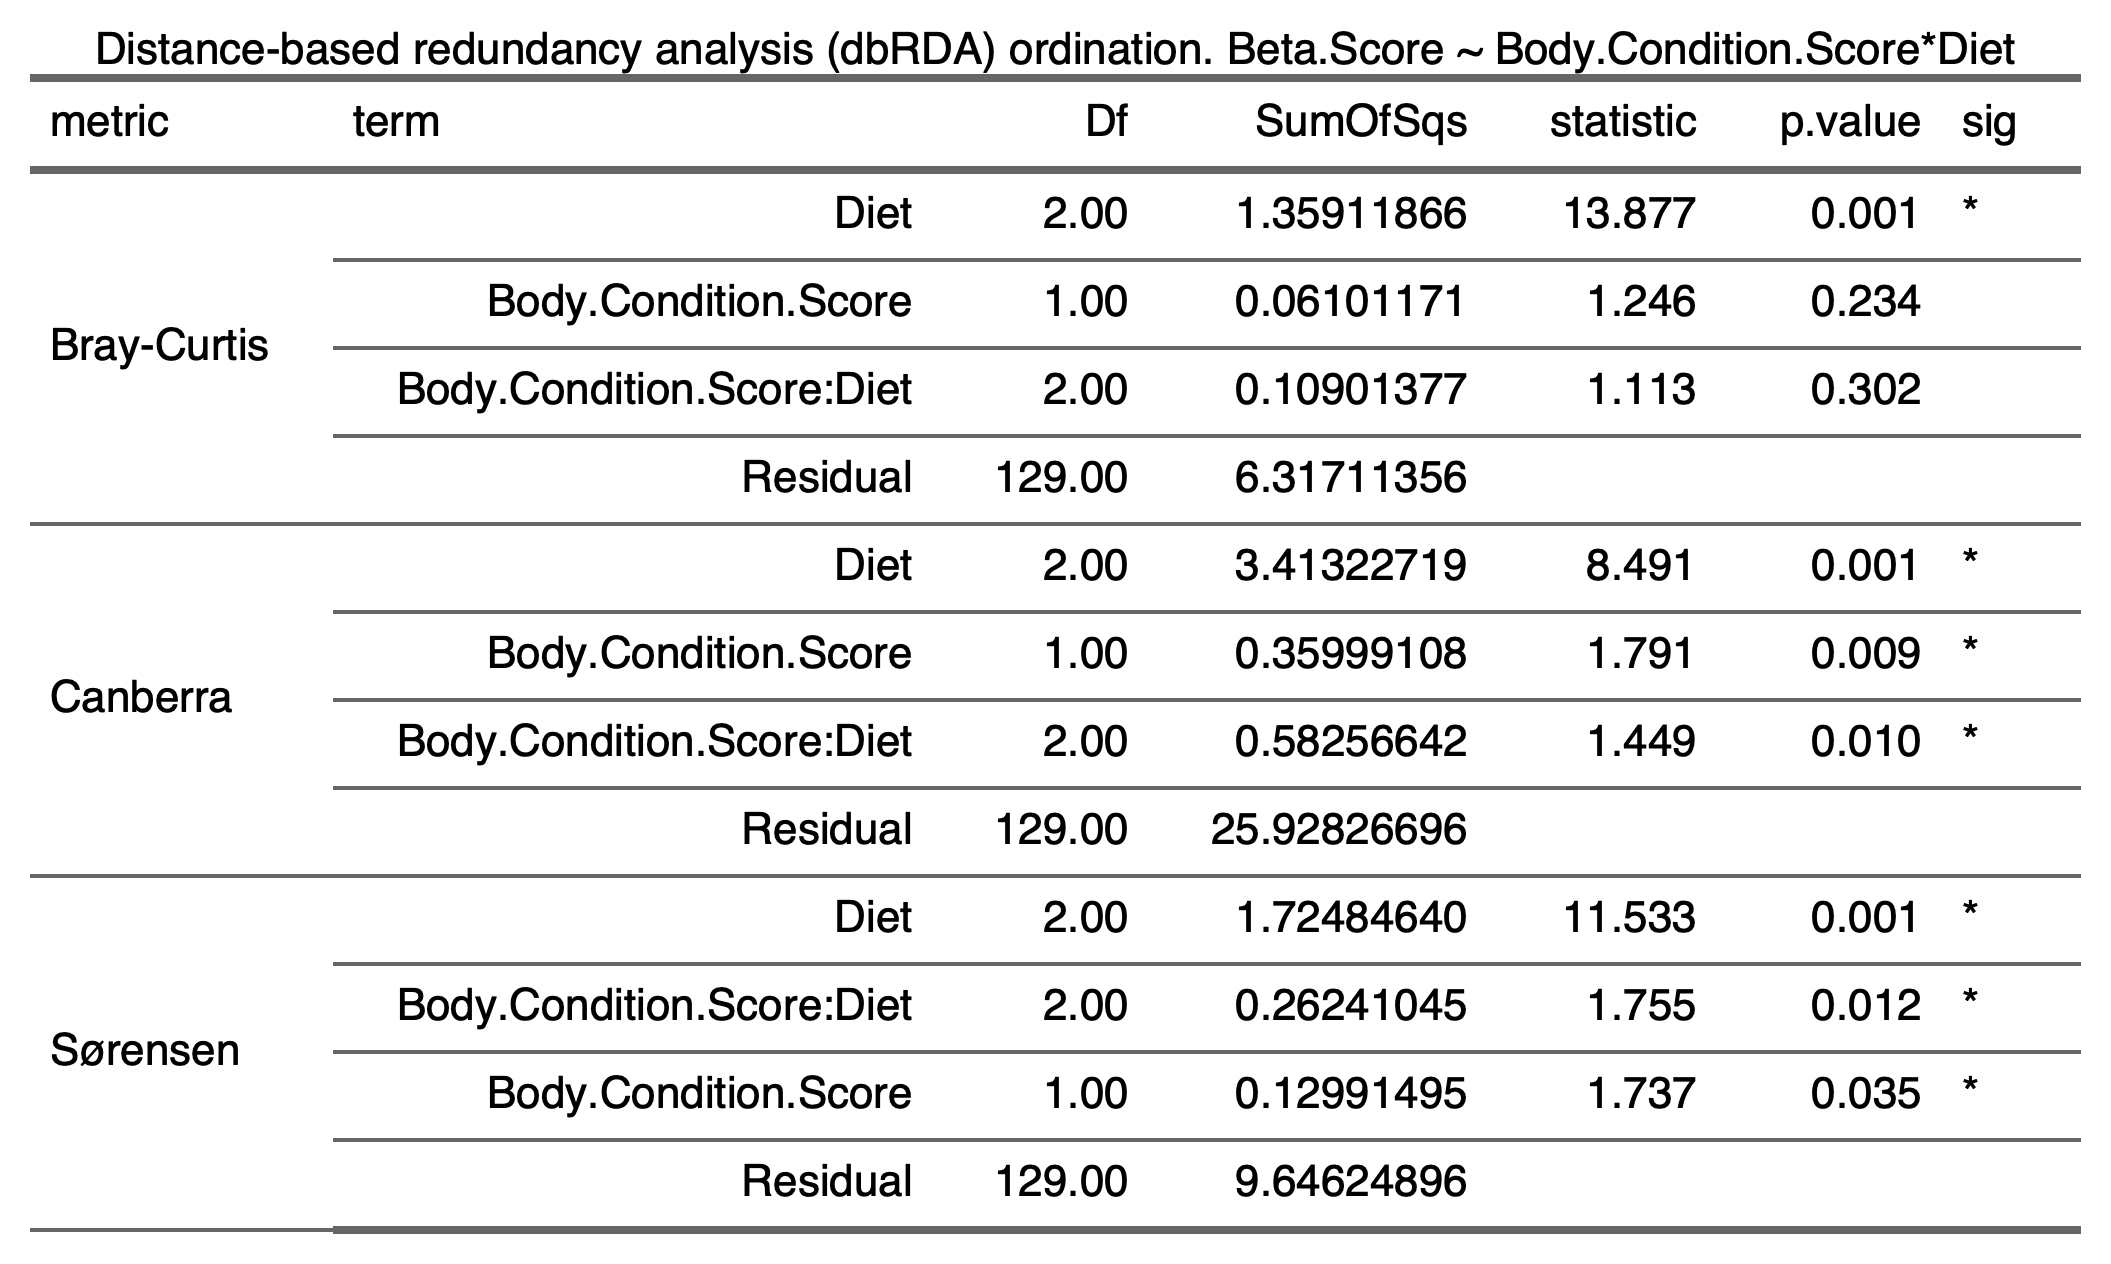 Distance-based redundancy analysis (dbRDA) ordination. Beta.Score ~ Body.Condition.Score*Diet
metric term Df SumOfSqs statistic p.value sig
Bray-Curtis
Diet 2.00 1.35911866 13.877 0.001 *
Body.Condition.Score 1.00 0.06101171 1.246 0.234
Body.Condition.Score:Diet 2.00 0.10901377 1.113 0.302
Residual 129.00 6.31711356
Canberra
Diet 2.00 3.41322719 8.491 0.001 *
Body.Condition.Score 1.00 0.35999108 1.791 0.009 *
Body.Condition.Score:Diet 2.00 0.58256642 1.449 0.010 *
Residual 129.00 25.92826696
Sørensen
Diet 2.00 1.72484640 11.533 0.001 *
Body.Condition.Score:Diet 2.00 0.26241045 1.755 0.012 *
Body.Condition.Score 1.00 0.12991495 1.737 0.035 *
Residual 129.00 9.64624896